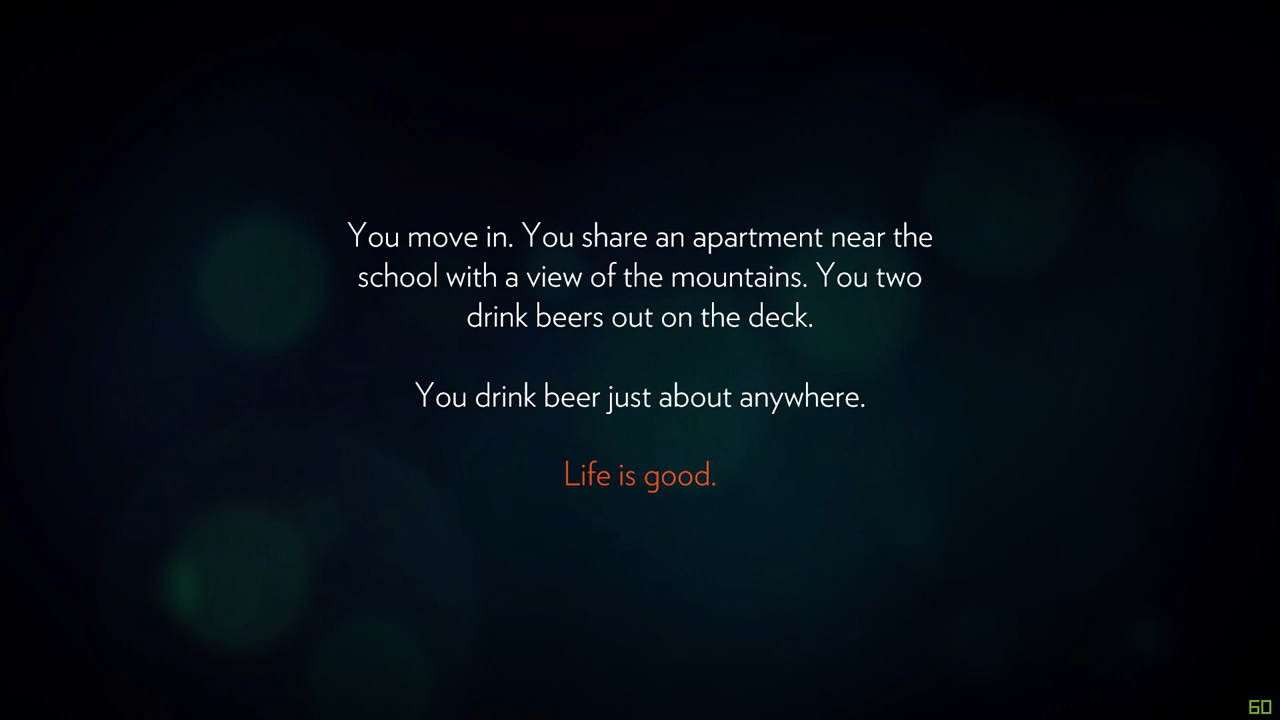 You move in. You share an apartment near the
school with a view of the mountains. You two
drink beers out on the deck.
You drink beer just about anywhere.
Life is good.
60